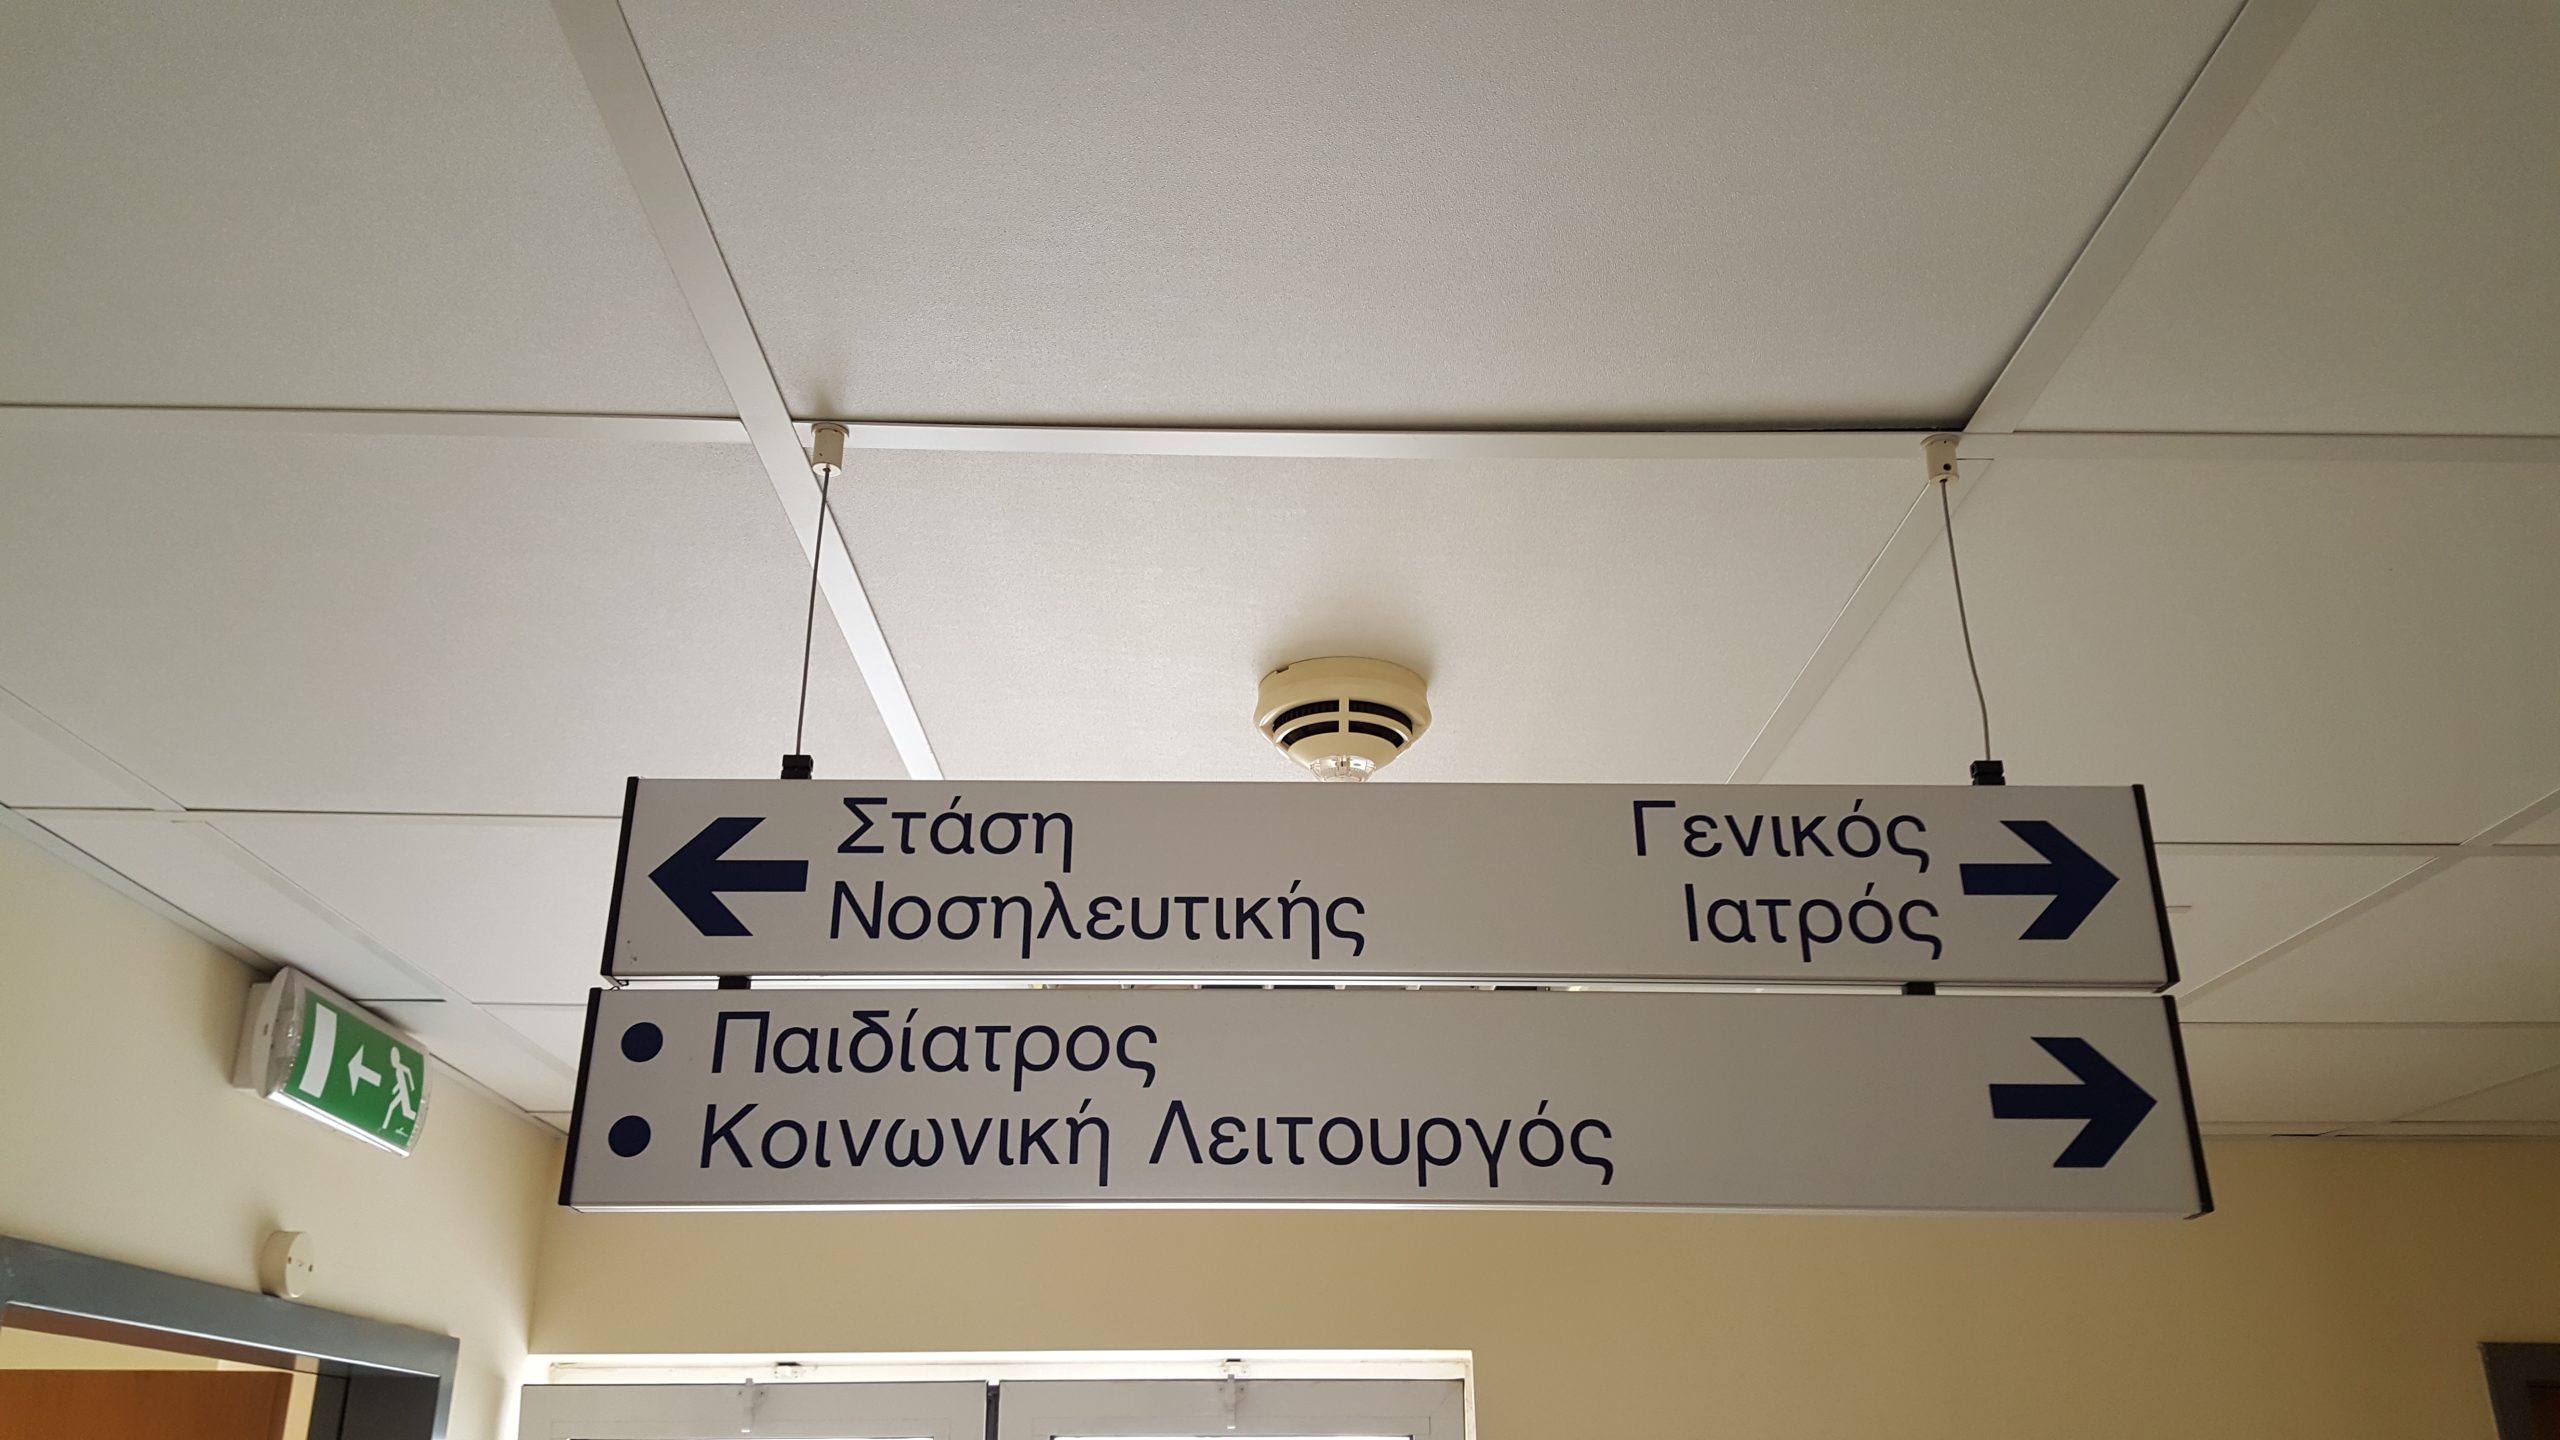 Στάση
Νοσηλευτικής
Γενικός
Ιατρός
Παιδίατρος
Κοινωνική Λειτουργός